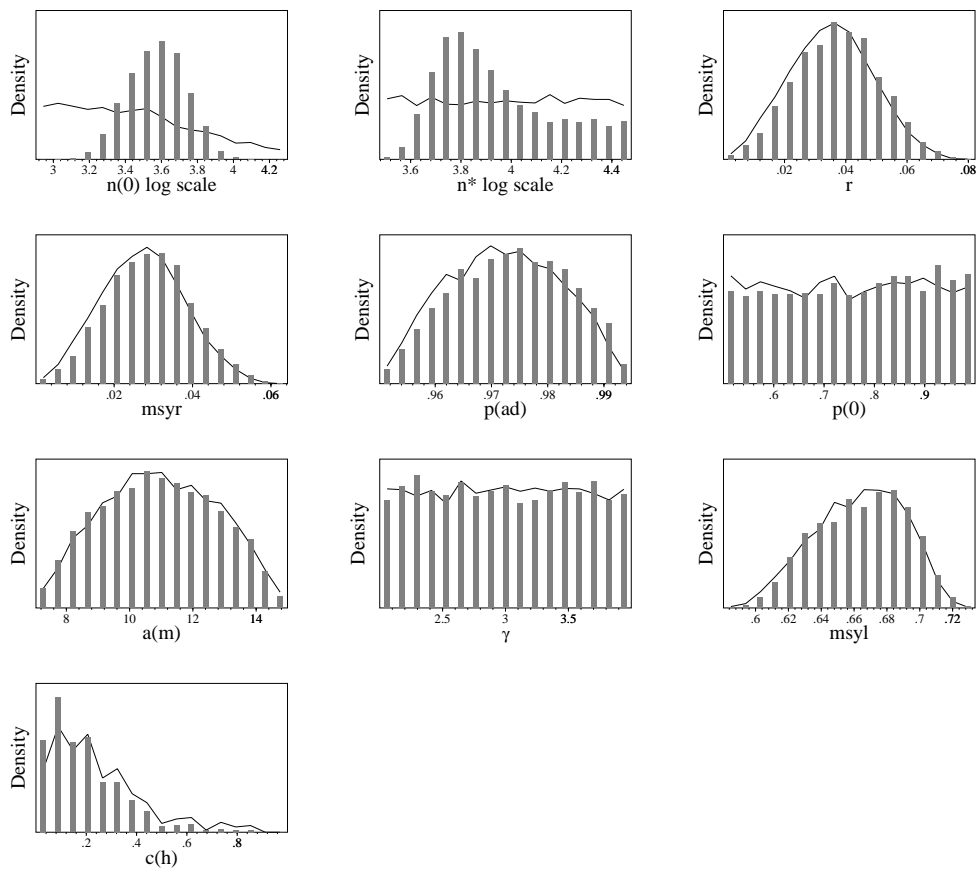 Density
3 3.2 3.4 3.6 3.8 4 4.2
n(0) log scale
Density
3.6 3.8 4 4.2 4.4
n* log scale
Density
.02 .04 .06 .08
r
Density
.02 .04 .06
msyr
Density
.96 .97 .98 .99
p(ad)
Density
.6 .7 .8 .9
p(0)
Density
8 10 12 14
a(m)
Density
2.5 3 3.5
γ
Density
.6 .62 .64 .66 .68 .7 .72
msyl
Density
.2 .4 .6 .8
c(h)